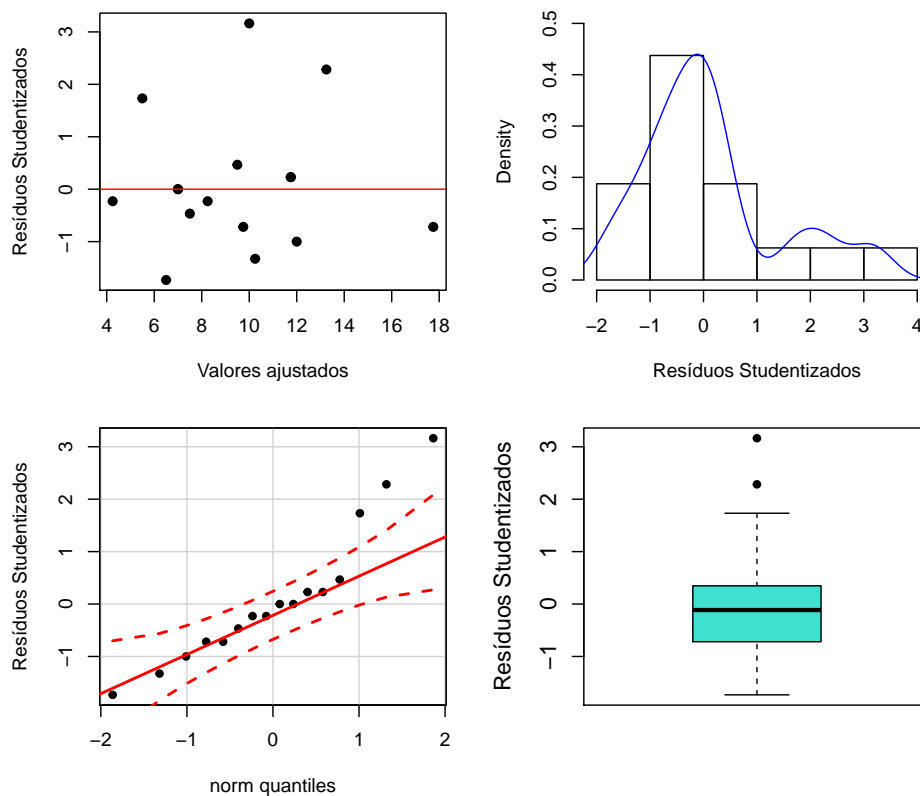 Resíduos Studentizados
3
2
1
0
−1
4 6 8 10 12 14 16 18
Valores ajustados
Density
0.5
0.4
0.3
0.2
0.1
0.0
−2 −1 0 1 2 3 4
Resíduos Studentizados
Resíduos Studentizados
3
2
1
0
−1
−2 −1 0 1 2
norm quantiles
Resíduos Studentizados
3
2
1
0
−1